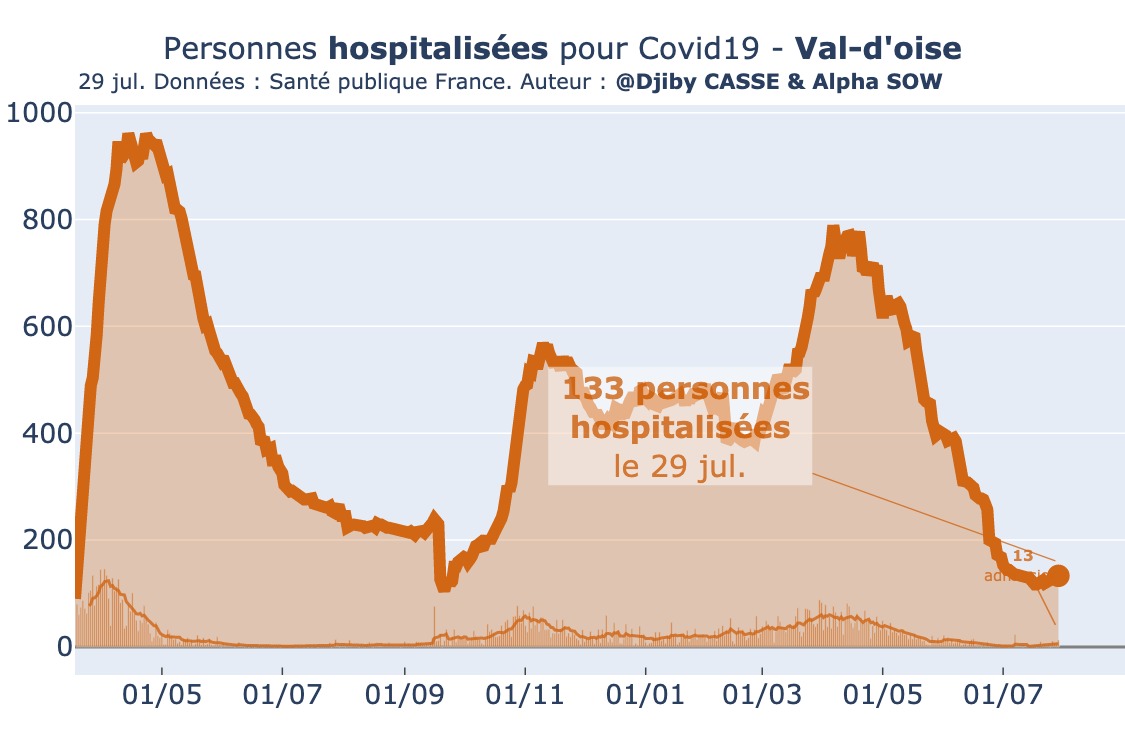 Personnes hospitalisées pour Covid19 - Val-d'oise
29 jul. Données : Santé publique France. Auteur : @Djiby CASSE & Alpha SOW
1000
800
600
400
200
0
133 personnes
hospitalisées
le 29 jul.
13
01/05 01/07 01/09 01/11 01/01 01/03 01/05 01/07